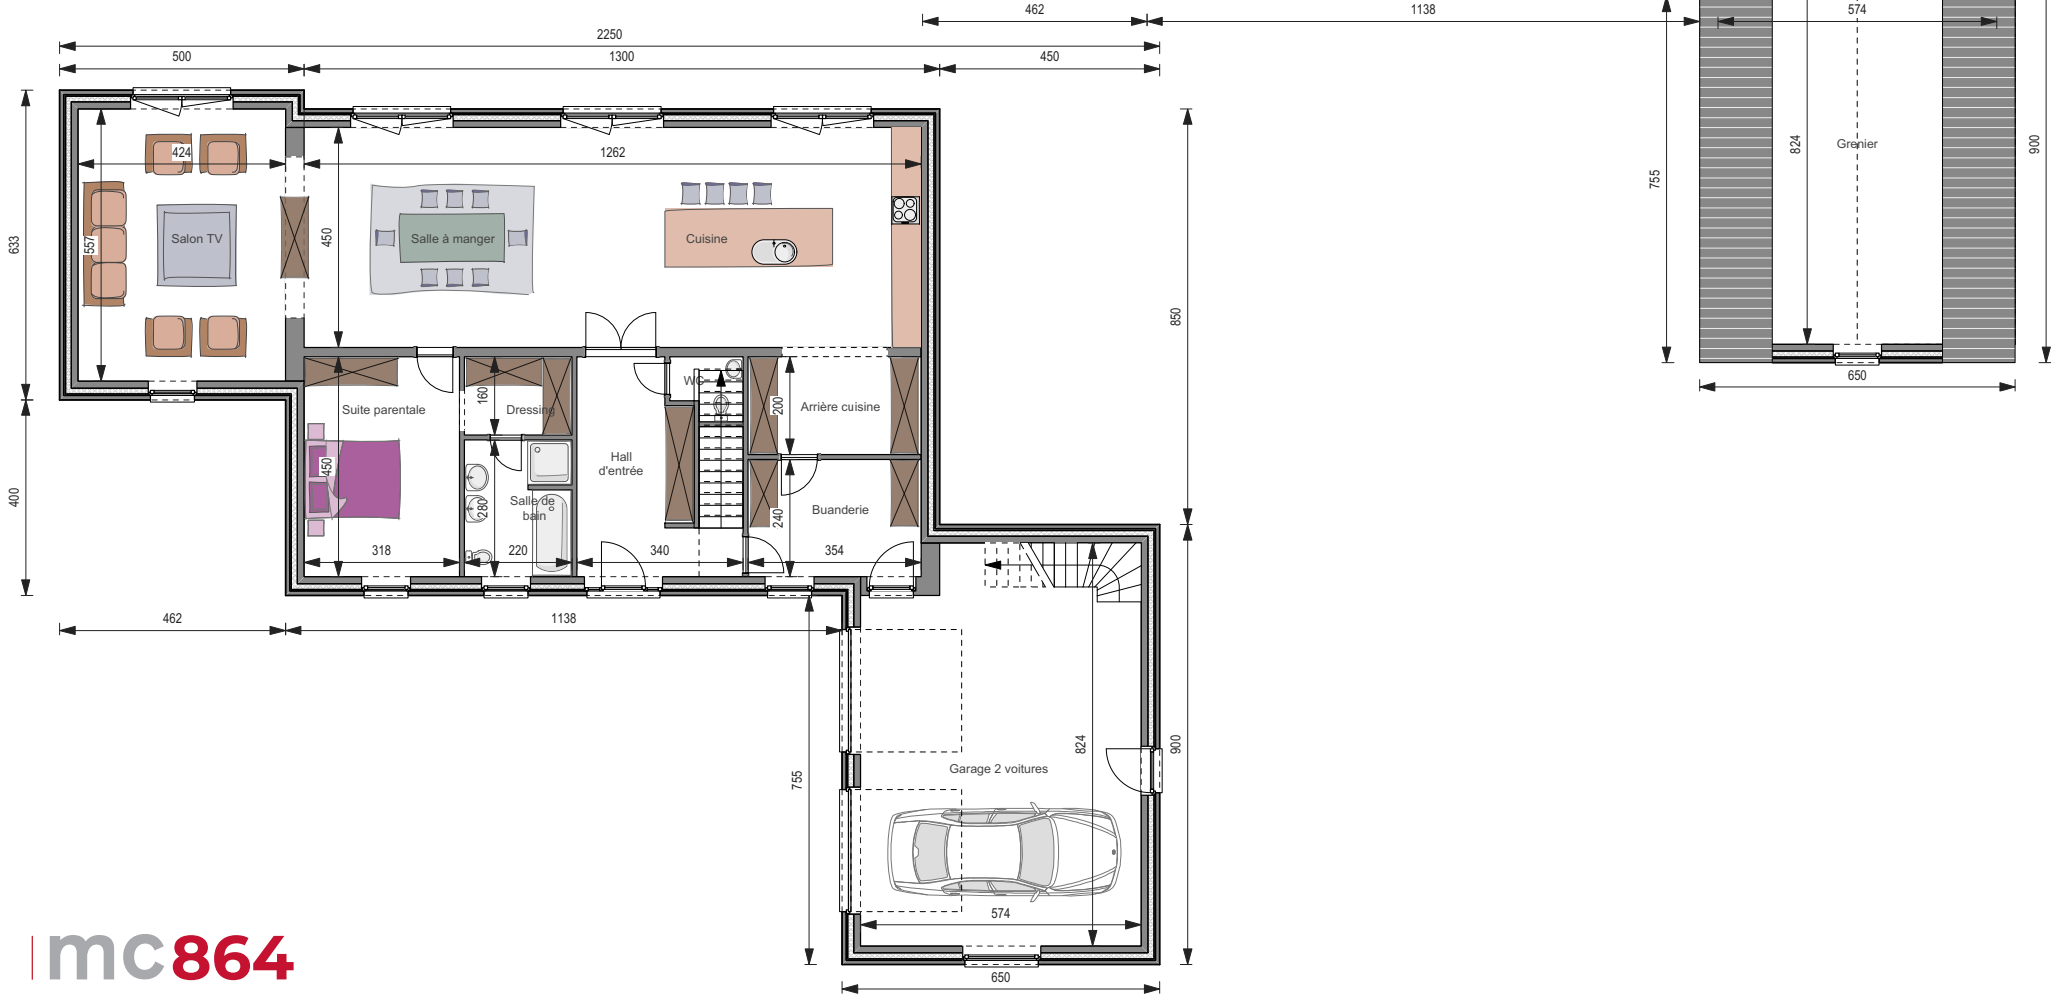 462
1138
574
2250
500
1300
450
424
1262
824
Grenier
900
755
633
557
Salon TV
450
Salle à manger
Cuisine
850
650
WC
160
Dressing
Suite parentale
200
Arrière cuisine
450
Hall
d'entrée
400
280
Salle de
bain
240
Buanderie
318
220
340
354
462
1138
824
900
755
Garage 2 voitures
574
650
mc864